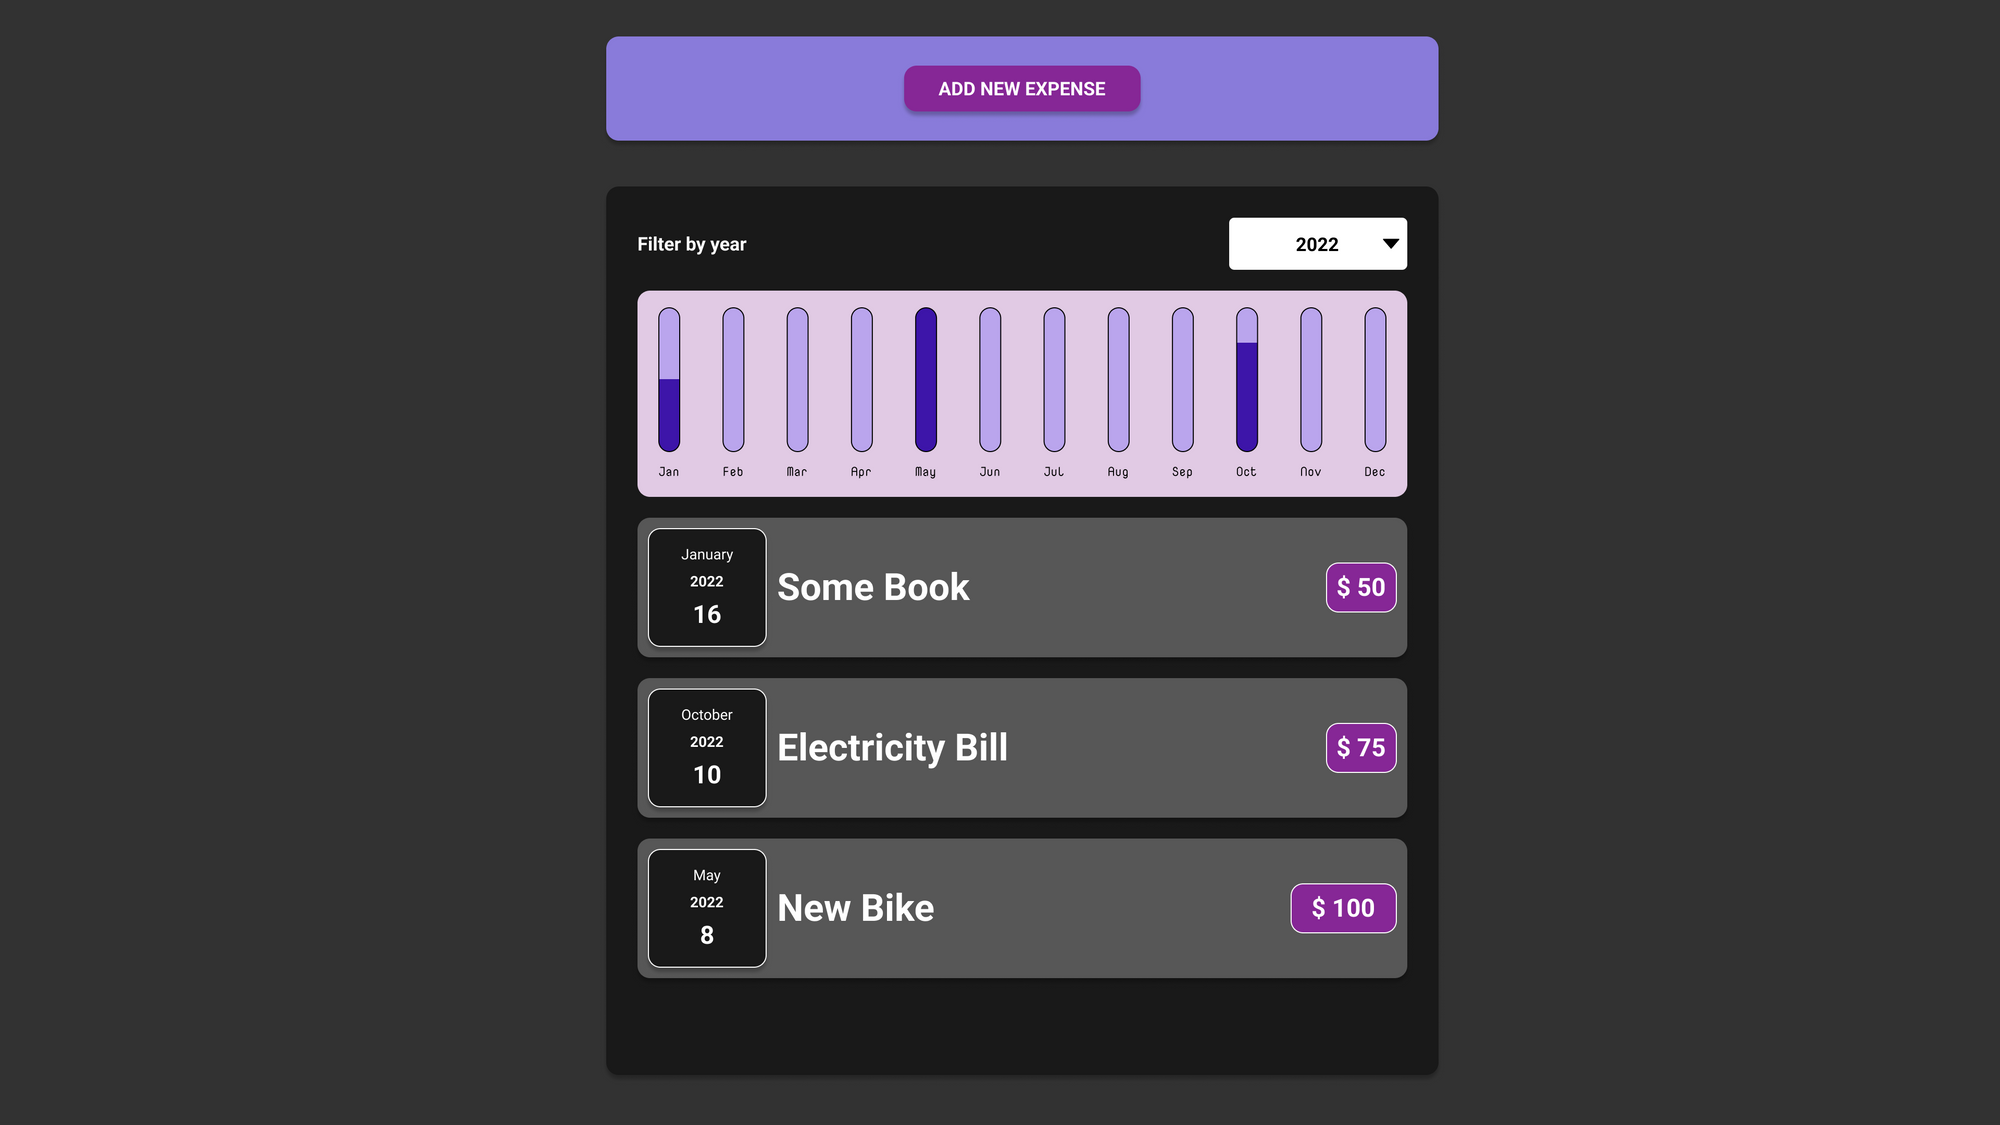 ADD NEW EXPENSE
Filter by year
2022
Jan Feb Mar Apr May Jun Jul Aug Sep Oct Nov Dec
January
2022
16
Some Book
$ 50
October
2022
10
Electricity Bill
$ 75
May
2022
8
New Bike
$ 100